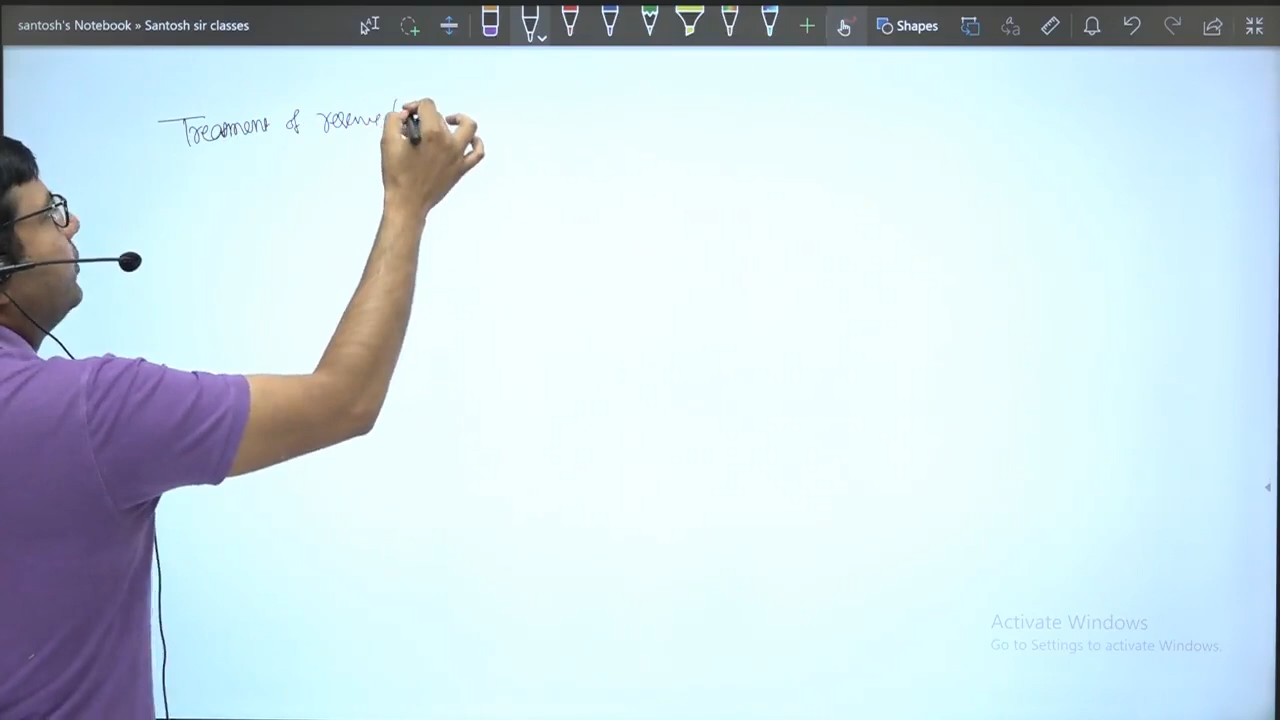 santosh's Notebook » Santosh sir classes
Shapes
Treatment of reserve
Activate Windows
Go to Settings to activate Windows.